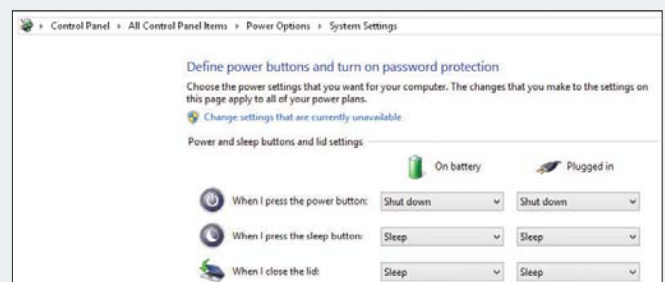 Control Panel ▸ All Control Panel Items ▸ Power Options ▸ System Settings
Define power buttons and turn on password protection
Choose the power settings that you want for your computer. The changes that you make to the settings on
this page apply to all of your power plans.
Change settings that are currently unavailable
Power and sleep buttons and lid settings
On battery Plugged in
When I press the power button: Shut down Shut down
When I press the sleep button: Sleep Sleep
When I close the lid: Sleep Sleep